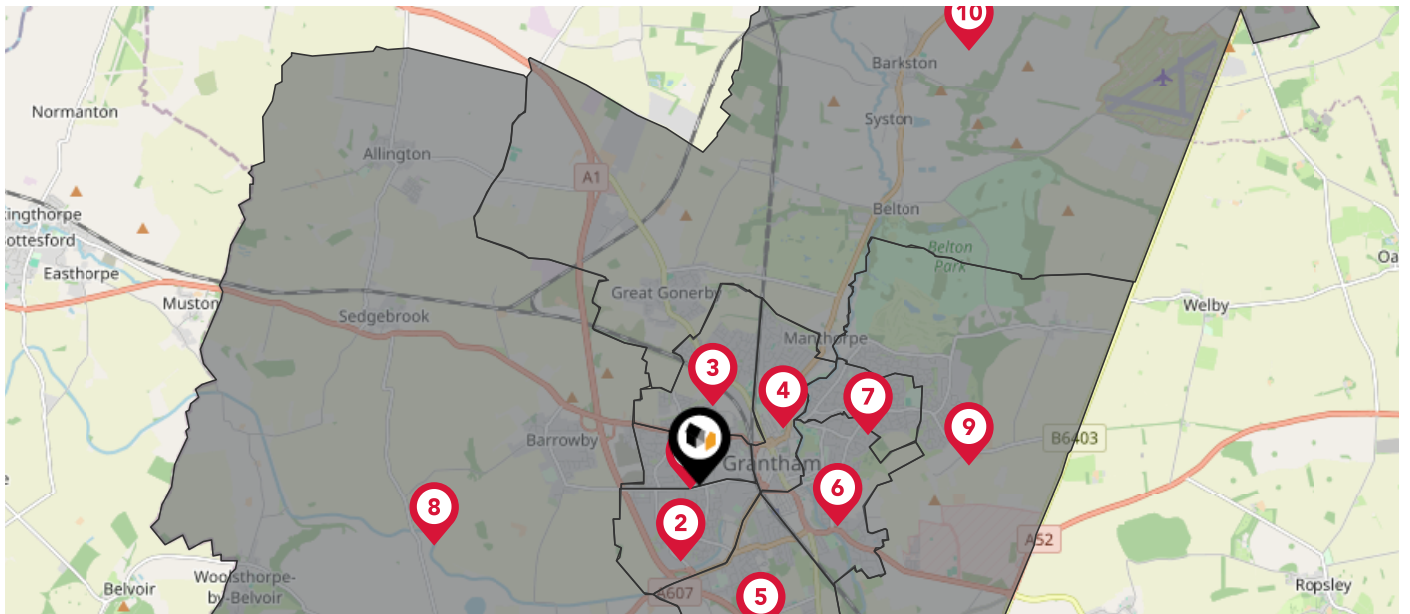 10
Barkston
Normanton
Syston
Allington
A1
Belton
ingthorpe
ottesford
Belton
Park
Oa
Easthorpe
Great Gonerby
Muston
Welby
Sedgebrook
Manthorpe
3
4
7
9
Barrowby
B6403
Grantham
6
8
2
A52
Woolsthorpe-
by-Belvoir
Belvoir
A607
5
Ropsley